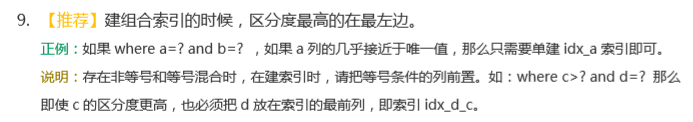 9. 【推荐】建组合索引的时候，区分度最高的在最左边。
正例：如果 where a=? and b=? ，如果 a 列的几乎接近于唯一值，那么只需要单建 idx_a 索引即可。
说明：存在非等号和等号混合时，在建索引时，请把等号条件的列前置。如：where c>? and d=? 那么
即使 c 的区分度更高，也必须把 d 放在索引的最前列，即索引 idx_d_c。